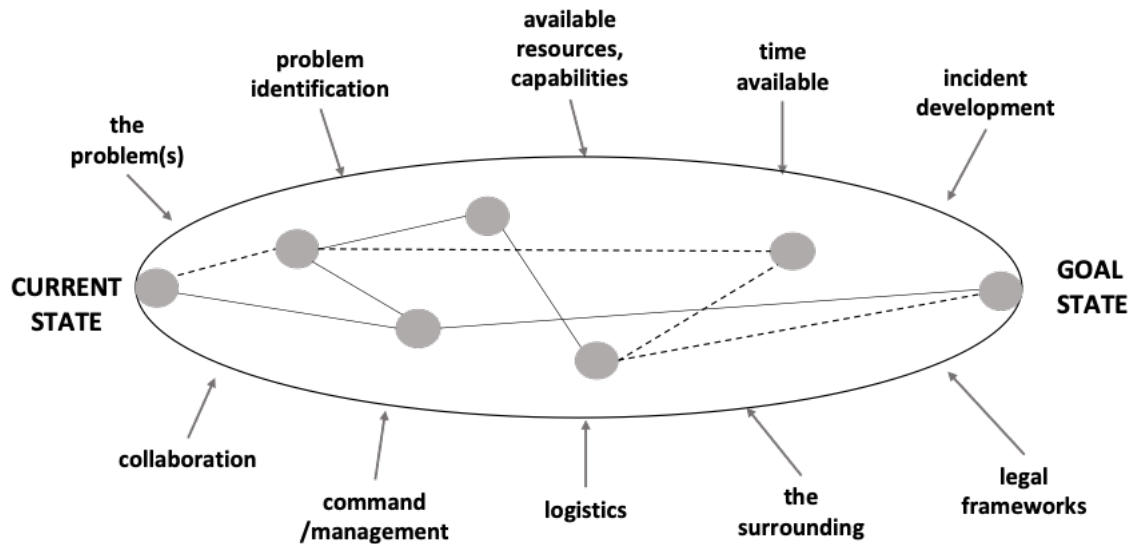 available
resources,
capabilities
time
available
problem
identification
incident
development
the
problem(s)
CURRENT
STATE
GOAL
STATE
collaboration
command
/management
logistics
the
surrounding
legal
frameworks